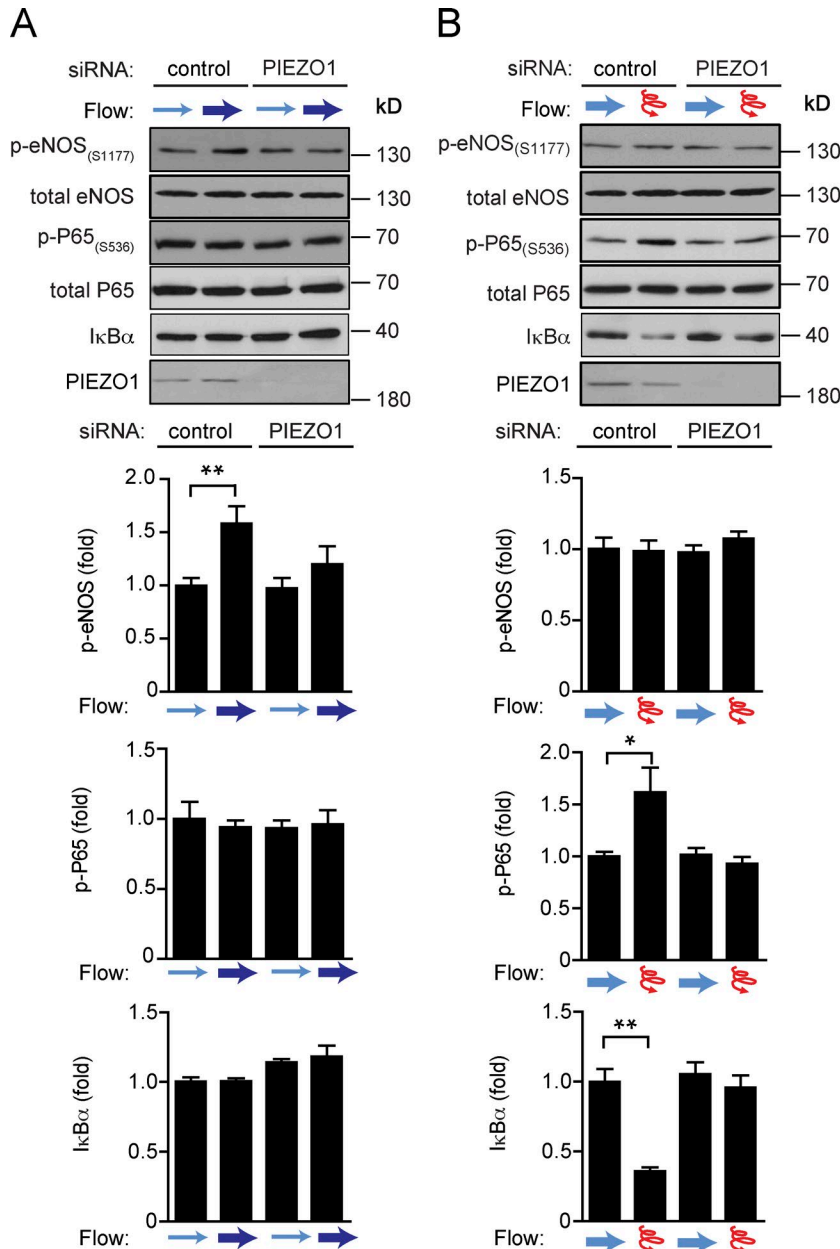 A
siRNA: control PIEZO1
Flow: kD
p-eNOS(S1177) 130
total eNOS 130
p-P65(S536) 70
total P65 70
IκBα 40
PIEZO1 180
siRNA: control PIEZO1
**
2.0
1.5
1.0
0.5
0
p-eNOS (fold)
Flow:
1.5
1.0
0.5
0
p-P65 (fold)
Flow:
1.5
1.0
0.5
0
IκBα (fold)
Flow:
B
siRNA: control PIEZO1
Flow: kD
p-eNOS(S1177) 130
total eNOS 130
p-P65(S536) 70
total P65 70
IκBα 40
PIEZO1 180
siRNA: control PIEZO1
1.5
1.0
0.5
0
p-eNOS (fold)
Flow:
*
2.0
1.5
1.0
0.5
0
p-P65 (fold)
Flow:
**
1.5
1.0
0.5
0
IκBα (fold)
Flow: